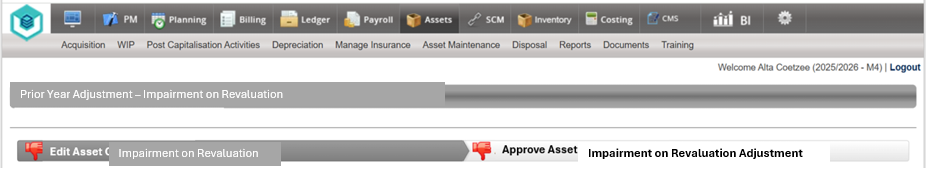 PM Planning Billing Ledger Payroll Assets SCM Inventory Costing CMS BI
Acquisition WIP Post Capitalisation Activities Depreciation Manage Insurance Asset Maintenance Disposal Reports Documents Training
Welcome Alta Coetzee (2025/2026 - M4) | Logout
Prior Year Adjustment – Impairment on Revaluation
Edit Asset Impairment on Revaluation Approve Asset Impairment on Revaluation Adjustment